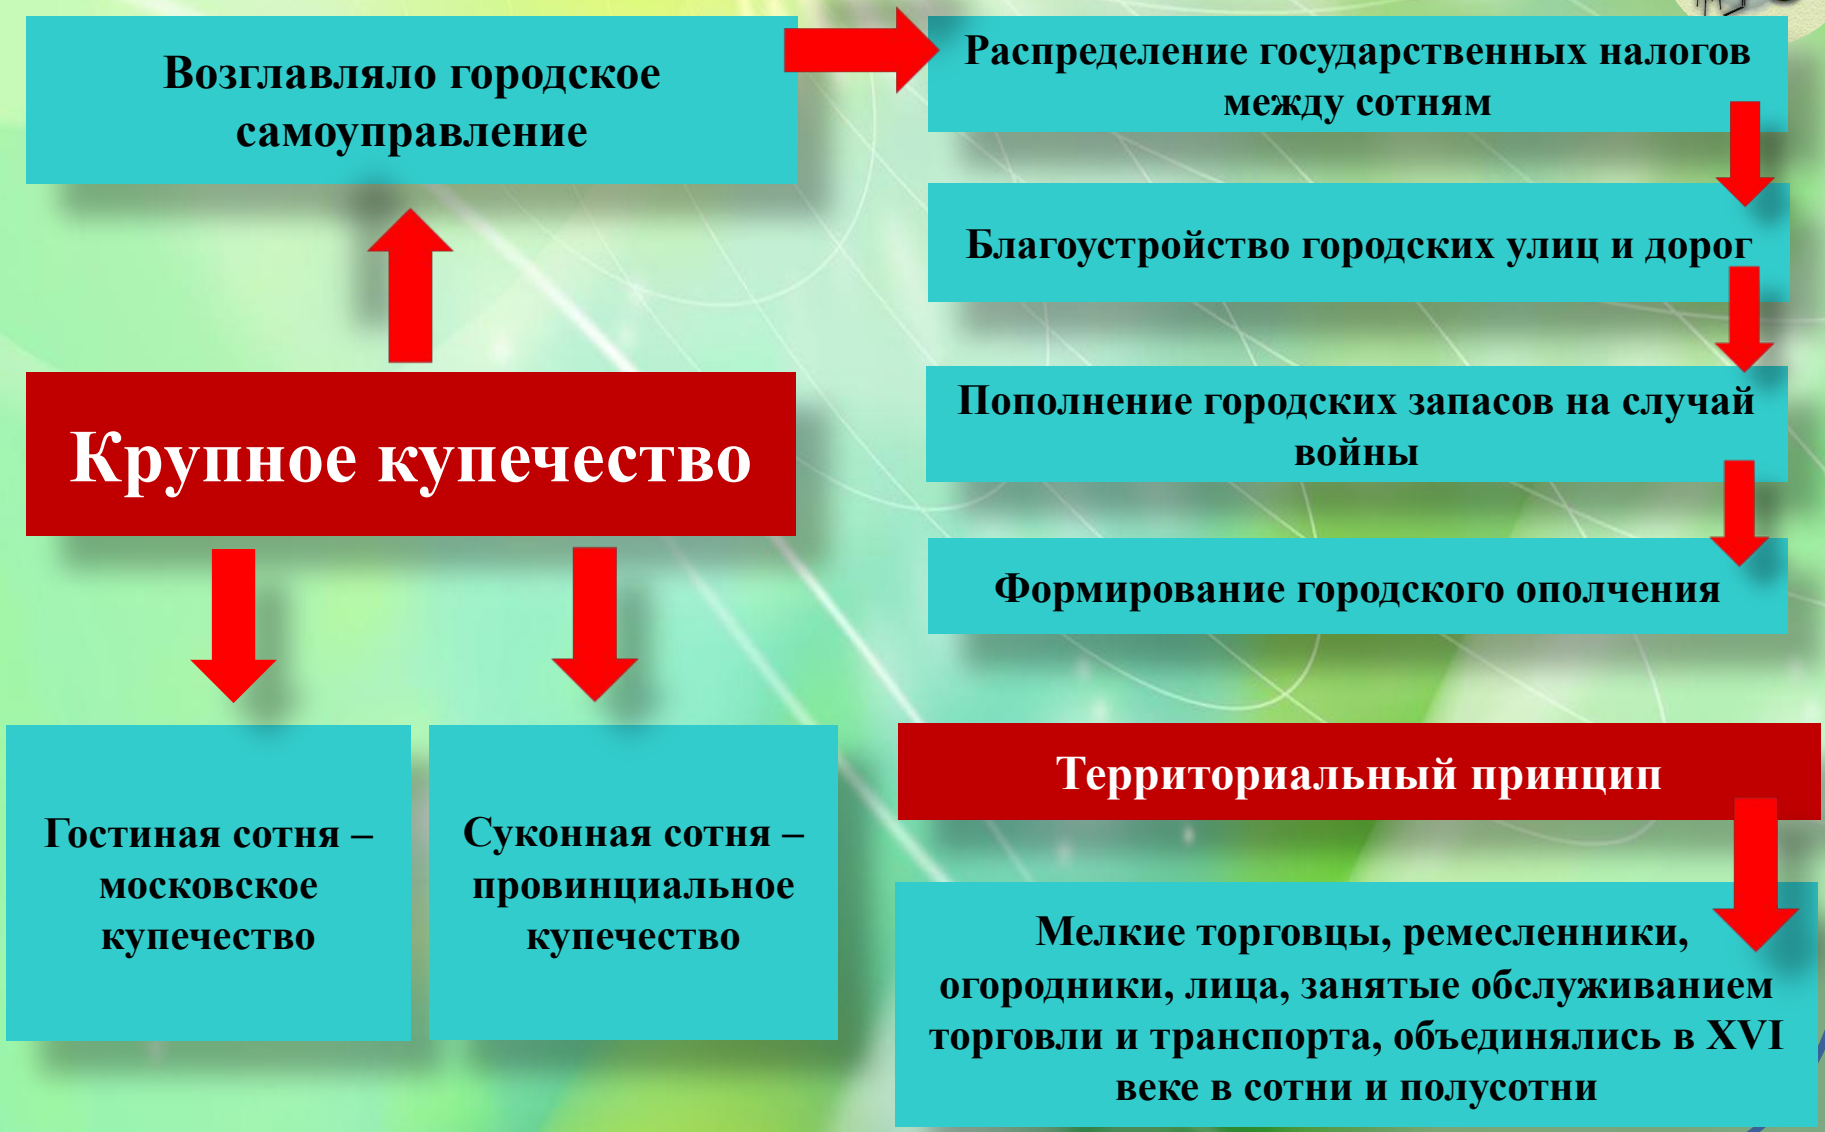 Возглавляло городское
самоуправление
Распределение государственных налогов
между сотням
Благоустройство городских улиц и дорог
Пополнение городских запасов на случай
войны
Формирование городского ополчения
Крупное купечество
Гостиная сотня –
московское
купечество
Суконная сотня –
провинциальное
купечество
Территориальный принцип
Мелкие торговцы, ремесленники,
огородники, лица, занятые обслуживанием
торговли и транспорта, объединялись в XVI
веке в сотни и полусотни